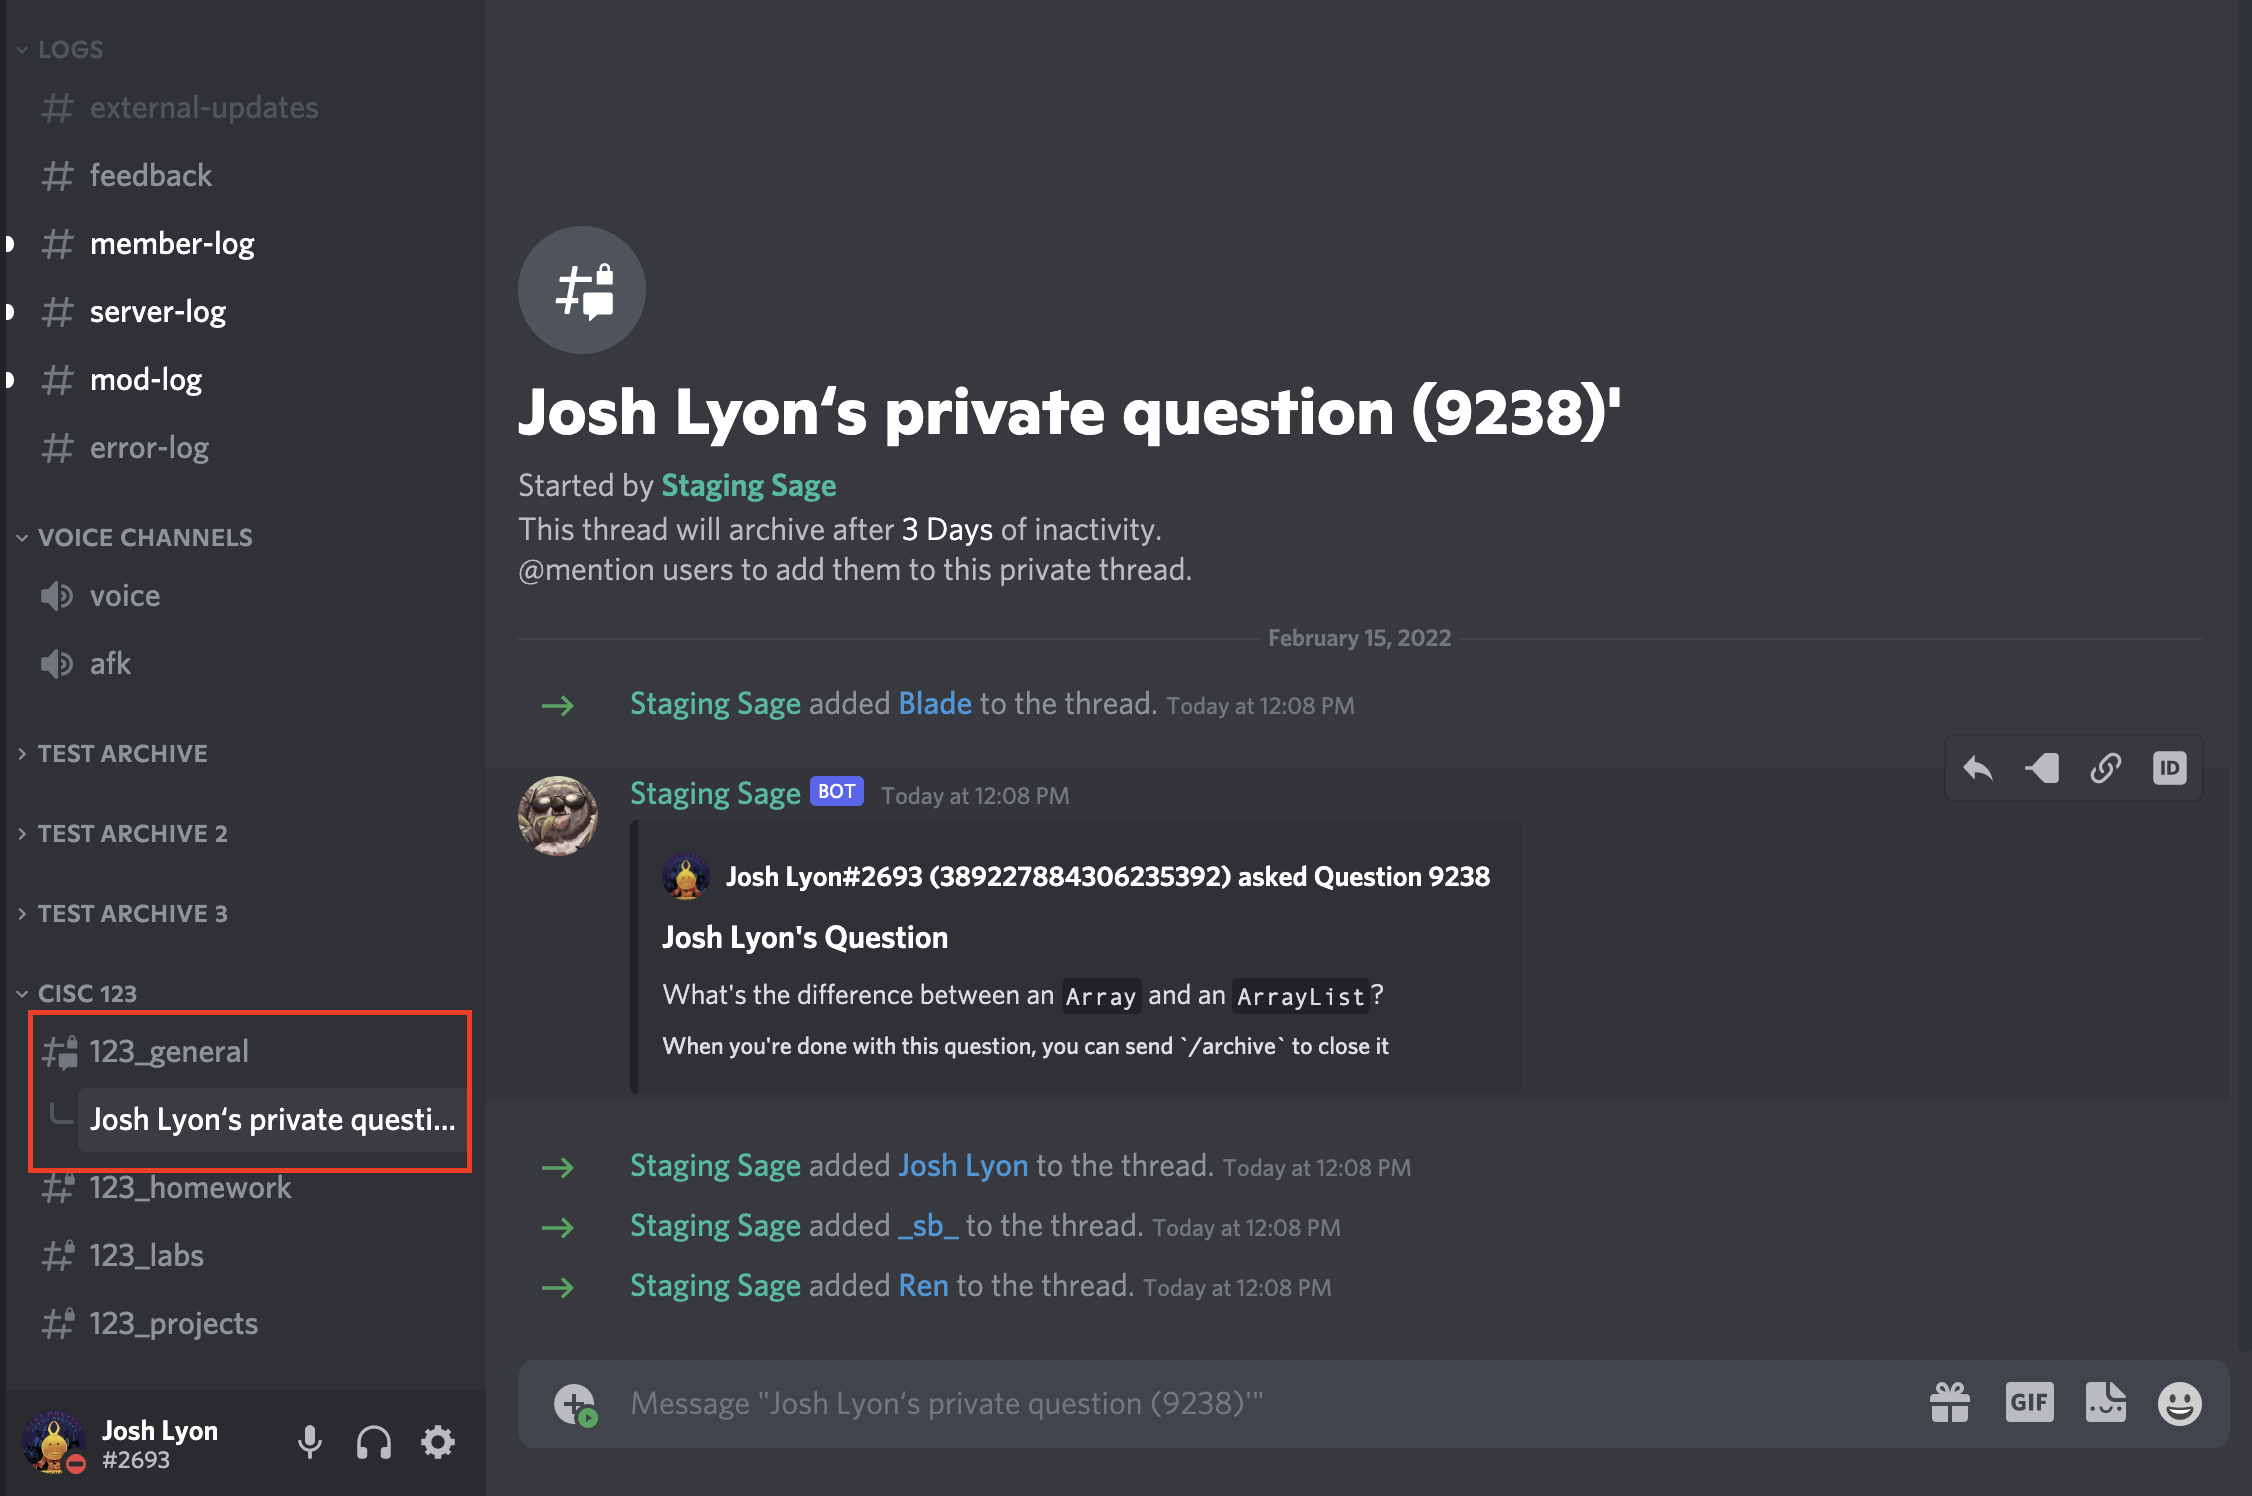 LOGS
external-updates
feedback
member-log
server-log
mod-log
error-log
VOICE CHANNELS
voice
afk
TEST ARCHIVE
TEST ARCHIVE 2
TEST ARCHIVE 3
CISC 123
123_general
Josh Lyon‘s private questi...
123_homework
123_labs
123_projects
Josh Lyon
#2693
Josh Lyon‘s private question (9238)'
Started by Staging Sage
This thread will archive after 3 Days of inactivity.
@mention users to add them to this private thread.
February 15, 2022
Staging Sage added Blade to the thread. Today at 12:08 PM
ID
Staging Sage BOT Today at 12:08 PM
Josh Lyon#2693 (389227884306235392) asked Question 9238
Josh Lyon's Question
What's the difference between an Array and an ArrayList?
When you're done with this question, you can send `/archive` to close it
Staging Sage added Josh Lyon to the thread. Today at 12:08 PM
Staging Sage added _sb_ to the thread. Today at 12:08 PM
Staging Sage added Ren to the thread. Today at 12:08 PM
Message "Josh Lyon‘s private question (9238)'"
GIF